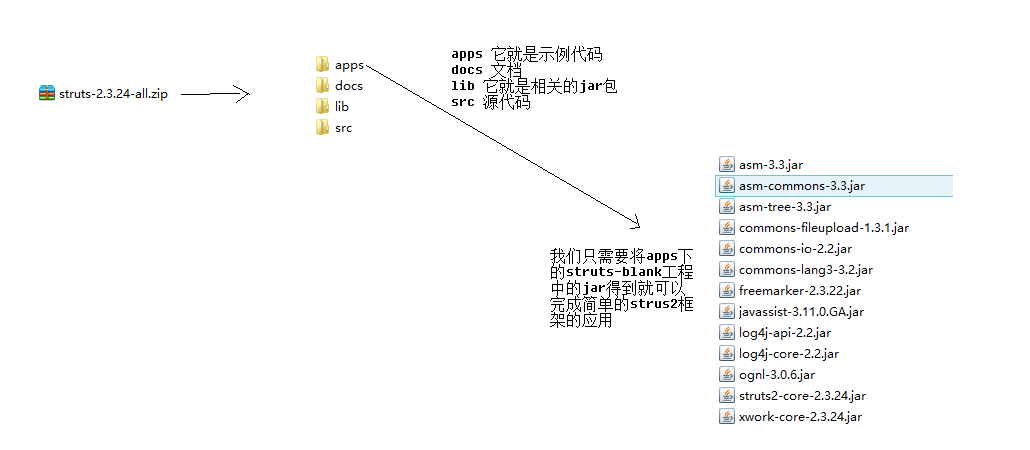 struts-2.3.24-all.zip
apps
docs
lib
src
apps 它就是示例代码
docs 文档
lib 它就是相关的jar包
src 源代码
我们只需要将apps下
的struts-blank工程
中的jar得到就可以
完成简单的strus2框
架的应用
asm-3.3.jar
asm-commons-3.3.jar
asm-tree-3.3.jar
commons-fileupload-1.3.1.jar
commons-io-2.2.jar
commons-lang3-3.2.jar
freemarker-2.3.22.jar
javassist-3.11.0.GA.jar
log4j-api-2.2.jar
log4j-core-2.2.jar
ognl-3.0.6.jar
struts2-core-2.3.24.jar
xwork-core-2.3.24.jar